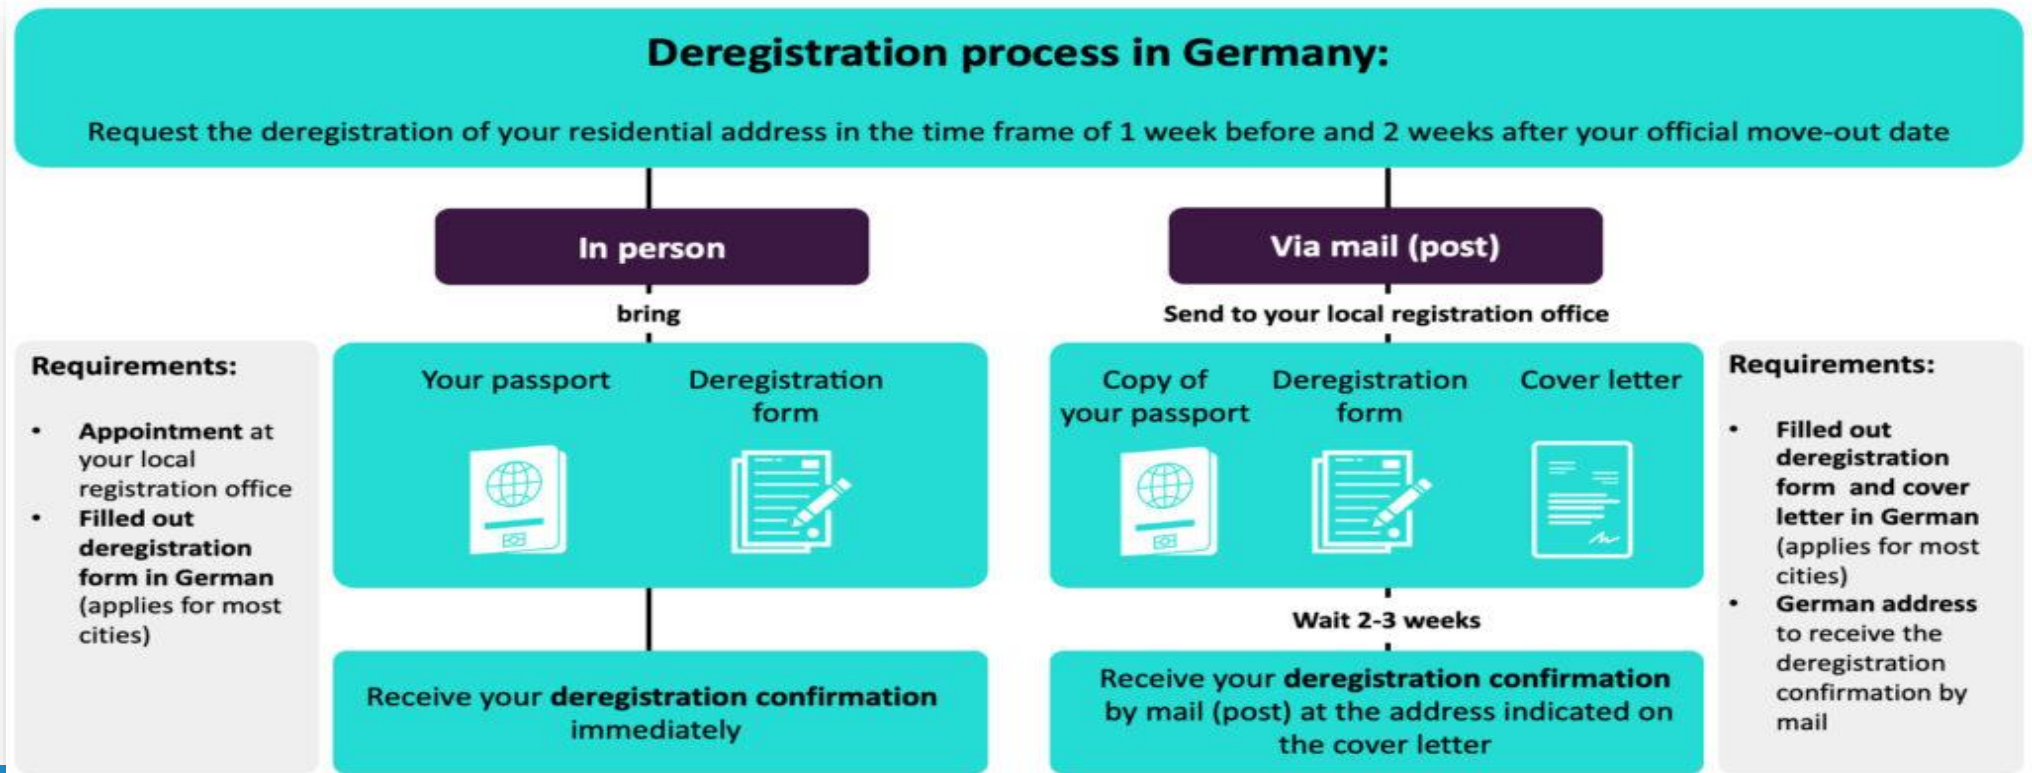 Deregistration process in Germany:
Request the deregistration of your residential address in the time frame of 1 week before and 2 weeks after your official move-out date
In person
bring
Requirements:
• Appointment at
your local
registration office
• Filled out
deregistration
form in German
(applies for most
cities)
Your passport
Deregistration
form
Receive your deregistration confirmation
immediately
Via mail (post)
Send to your local registration office
Copy of
your passport
Deregistration
form
Cover letter
Wait 2-3 weeks
Receive your deregistration confirmation
by mail (post) at the address indicated on
the cover letter
Requirements:
• Filled out
deregistration
form and cover
letter in German
(applies for most
cities)
• German address
to receive the
deregistration
confirmation by
mail